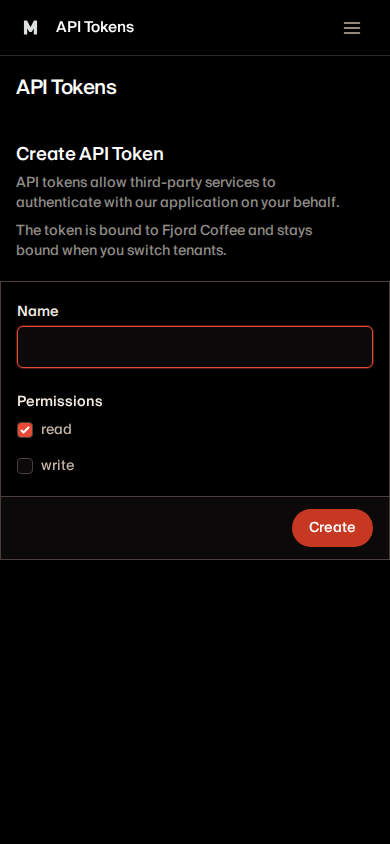 M API Tokens
API Tokens
Create API Token
API tokens allow third-party services to
authenticate with our application on your behalf.
The token is bound to Fjord Coffee and stays
bound when you switch tenants.
Name
Permissions
read
write
Create